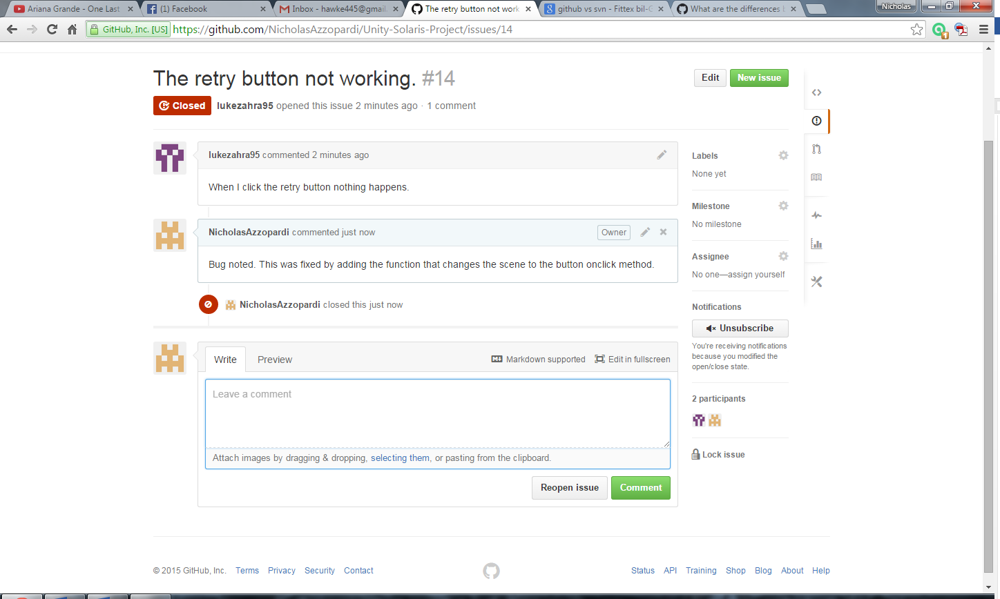 Ariana Grande - One Last
(1) Facebook
Inbox - hawke445@gmail.
The retry button not work
github vs svn - Fittex bil-G
What are the differences
Nicholas
GitHub, Inc. [US] https://github.com/NicholasAzzopardi/Unity-Solaris-Project/issues/14
1
The retry button not working. #14
Edit
New issue
Closed
lukezahra95 opened this issue 2 minutes ago · 1 comment
lukezahra95 commented 2 minutes ago
When I click the retry button nothing happens.
NicholasAzzopardi commented just now
Owner
Bug noted. This was fixed by adding the function that changes the scene to the button onclick method.
NicholasAzzopardi closed this just now
Write
Preview
Markdown supported
Edit in fullscreen
Leave a comment
Attach images by dragging & dropping, selecting them, or pasting from the clipboard.
Reopen issue
Comment
Labels
None yet
Milestone
No milestone
Assignee
No one—assign yourself
Notifications
Unsubscribe
You're receiving notifications
because you modified the
open/close state.
2 participants
Lock issue
© 2015 GitHub, Inc.
Terms
Privacy
Security
Contact
Status
API
Training
Shop
Blog
About
Help